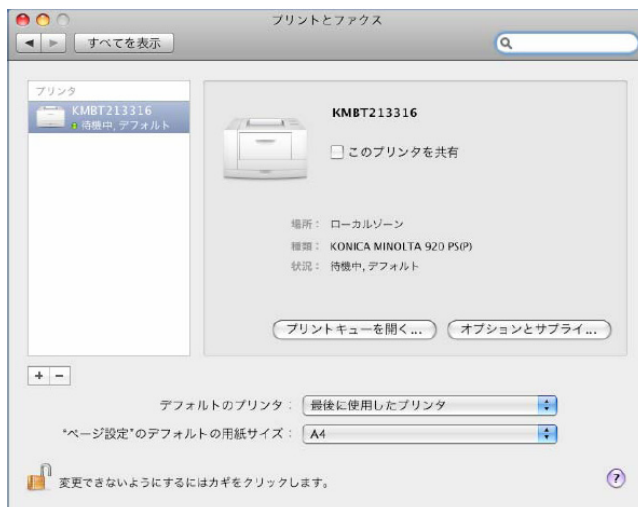 プリントとファクス
すべてを表示
プリンタ
KMBT213316
待機中, デフォルト
KMBT213316
このプリンタを共有
場所： ローカルゾーン
種類： KONICA MINOLTA 920 PS(P)
状況： 待機中, デフォルト
プリントキューを開く...
オプションとサプライ...
+ -
デフォルトのプリンタ： 最後に使用したプリンタ
“ページ設定”のデフォルトの用紙サイズ： A4
変更できないようにするにはカギをクリックします。
?